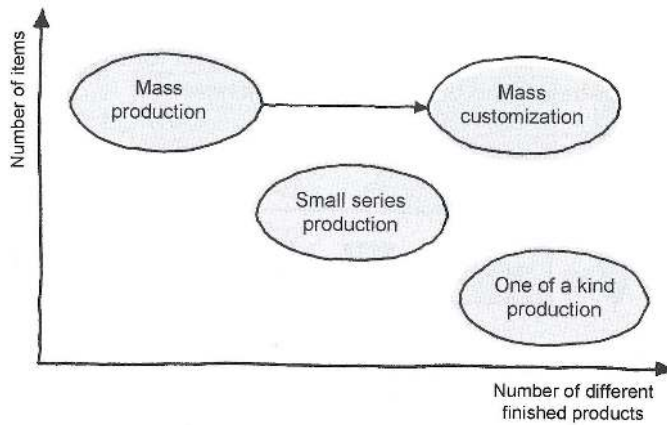 Number of items
Mass
production
Mass
customization
Small series
production
One of a kind
production
Number of different
finished products